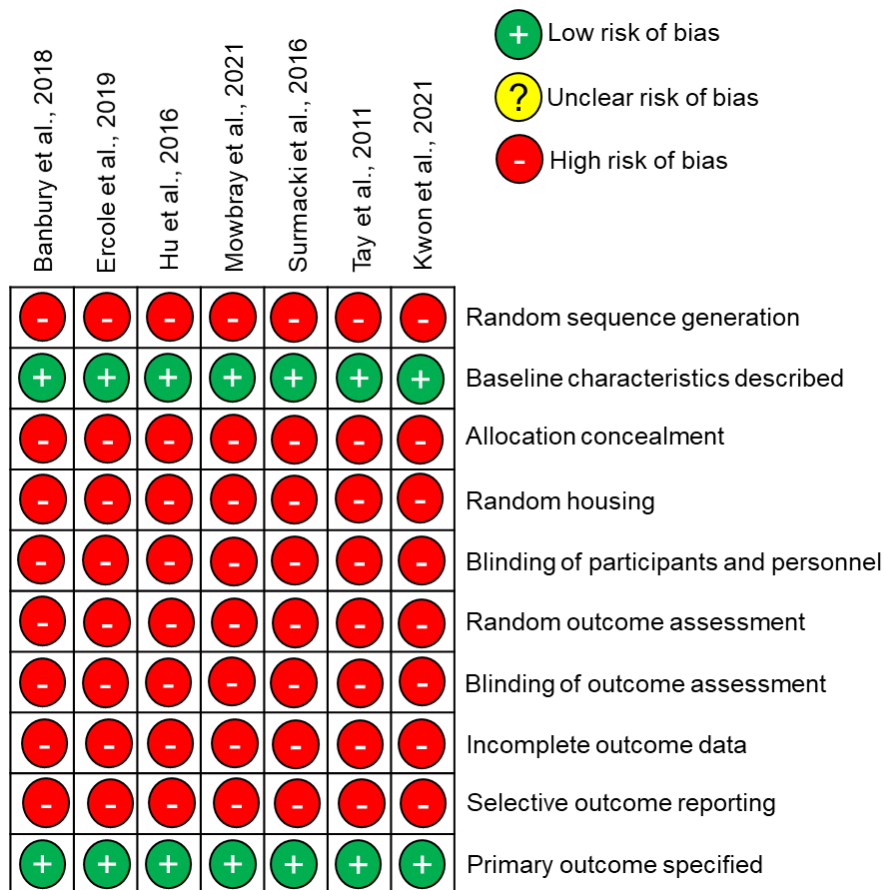 + Low risk of bias
? Unclear risk of bias
- High risk of bias
Banbury et al., 2018
Ercole et al., 2019
Hu et al., 2016
Mowbray et al., 2021
Surmacki et al., 2016
Tay et al., 2011
Kwon et al., 2021
- - - - - - - Random sequence generation
+ + + + + + + Baseline characteristics described
- - - - - - - Allocation concealment
- - - - - - - Random housing
- - - - - - - Blinding of participants and personnel
- - - - - - - Random outcome assessment
- - - - - - - Blinding of outcome assessment
- - - - - - - Incomplete outcome data
- - - - - - - Selective outcome reporting
+ + + + + + + Primary outcome specified